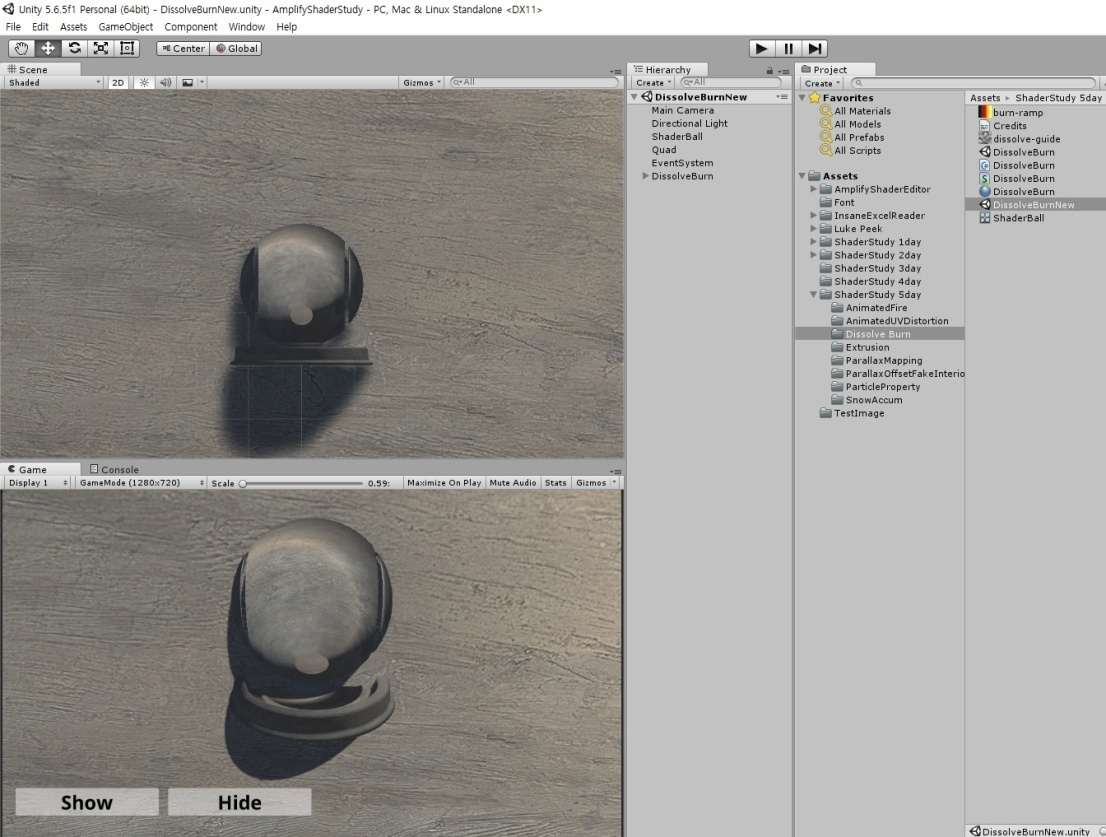 Unity 5.6.5f1 Personal (64bit) - DissolveBurnNew.unity - AmplifyShaderStudy - PC, Mac & Linux Standalone <DX11>
File Edit Assets GameObject Component Window Help
Center Global
Scene
Shaded 2D Gizmos All
Hierarchy
Create All
DissolveBurnNew
Main Camera
Directional Light
ShaderBall
Quad
EventSystem
DissolveBurn
Project
Create
Favorites
All Materials
All Models
All Prefabs
All Scripts
Assets
AmplifyShaderEditor
Font
InsaneExcelReader
Luke Peek
ShaderStudy 1day
ShaderStudy 2day
ShaderStudy 3day
ShaderStudy 4day
ShaderStudy 5day
AnimatedFire
AnimatedUVDistortion
Dissolve Burn
Extrusion
ParallaxMapping
ParallaxOffsetFakeInterio
ParticleProperty
SnowAccum
TestImage
Assets ShaderStudy 5day
burn-ramp
Credits
dissolve-guide
DissolveBurn
DissolveBurn
DissolveBurn
DissolveBurn
DissolveBurnNew
ShaderBall
DissolveBurnNew.unity
Game Console
Display 1 GameMode (1280x720) Scale 0.59: Maximize On Play Mute Audio Stats Gizmos
Show Hide